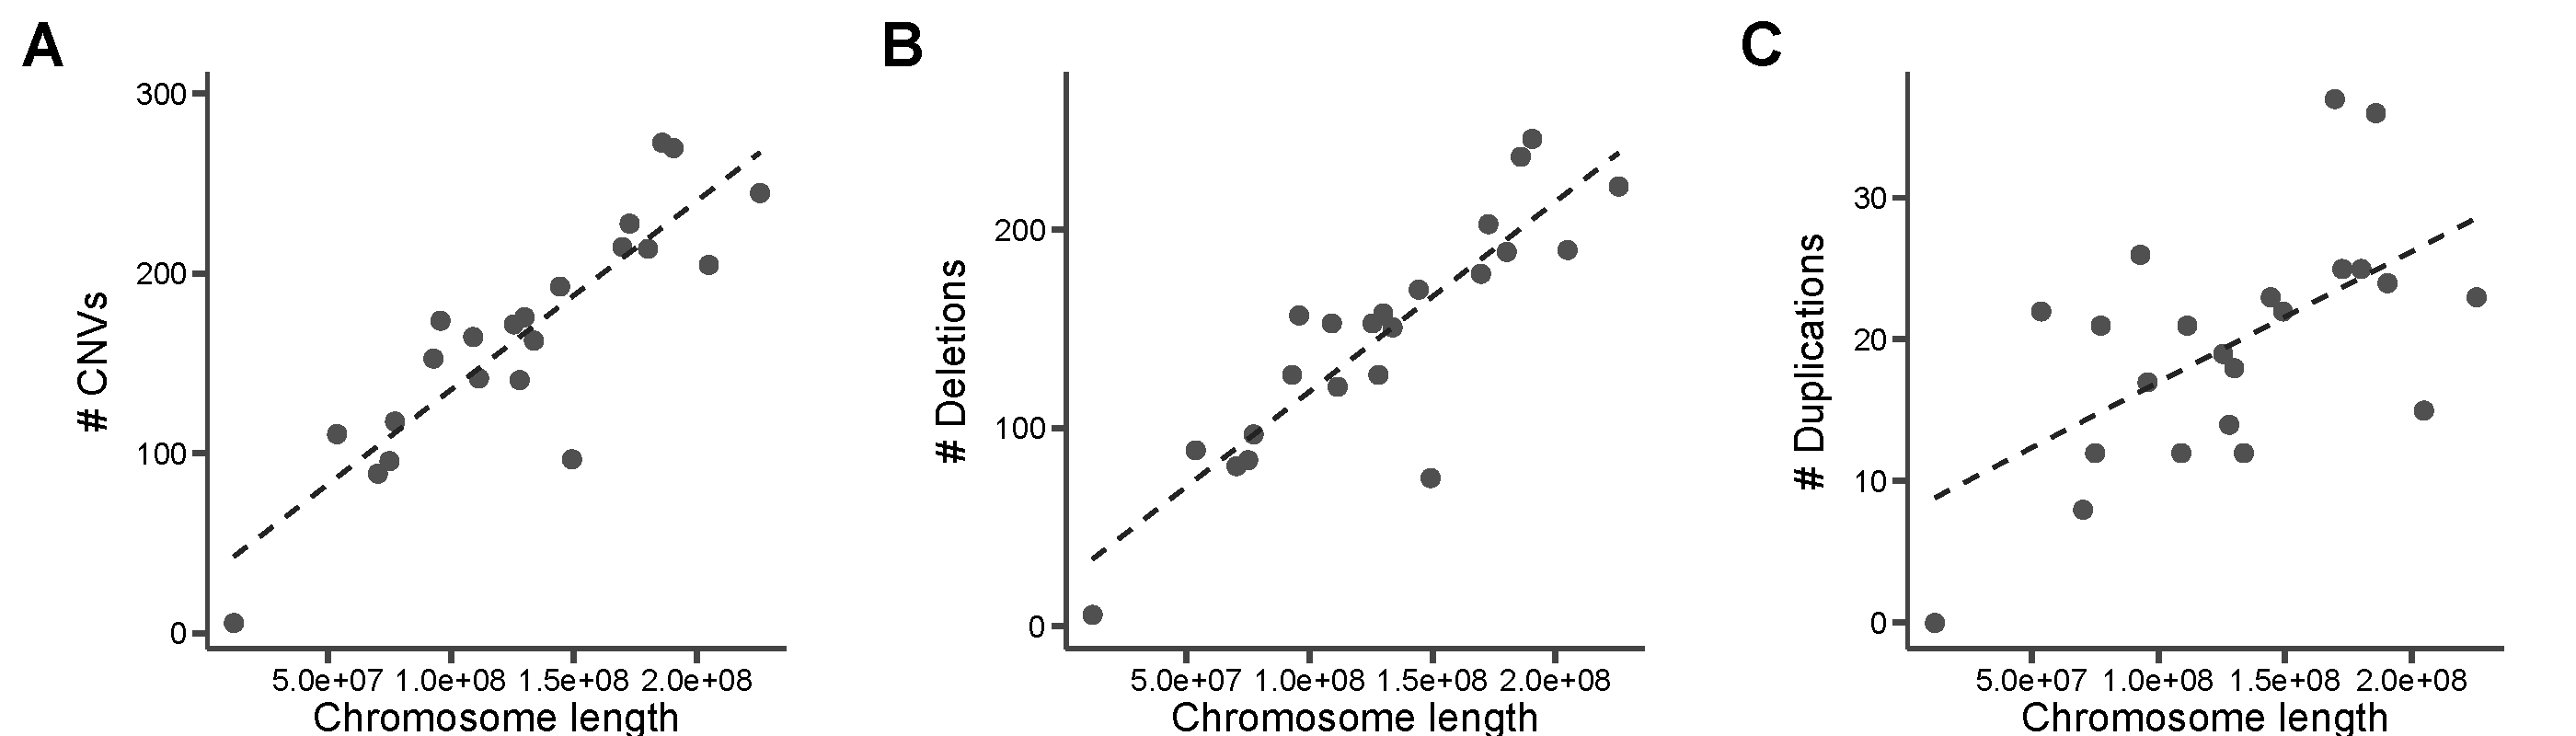 A
# CNVs
300
200
100
0
5.0e+07 1.0e+08 1.5e+08 2.0e+08
Chromosome length
B
# Deletions
200
100
0
5.0e+07 1.0e+08 1.5e+08 2.0e+08
Chromosome length
C
# Duplications
30
20
10
0
5.0e+07 1.0e+08 1.5e+08 2.0e+08
Chromosome length